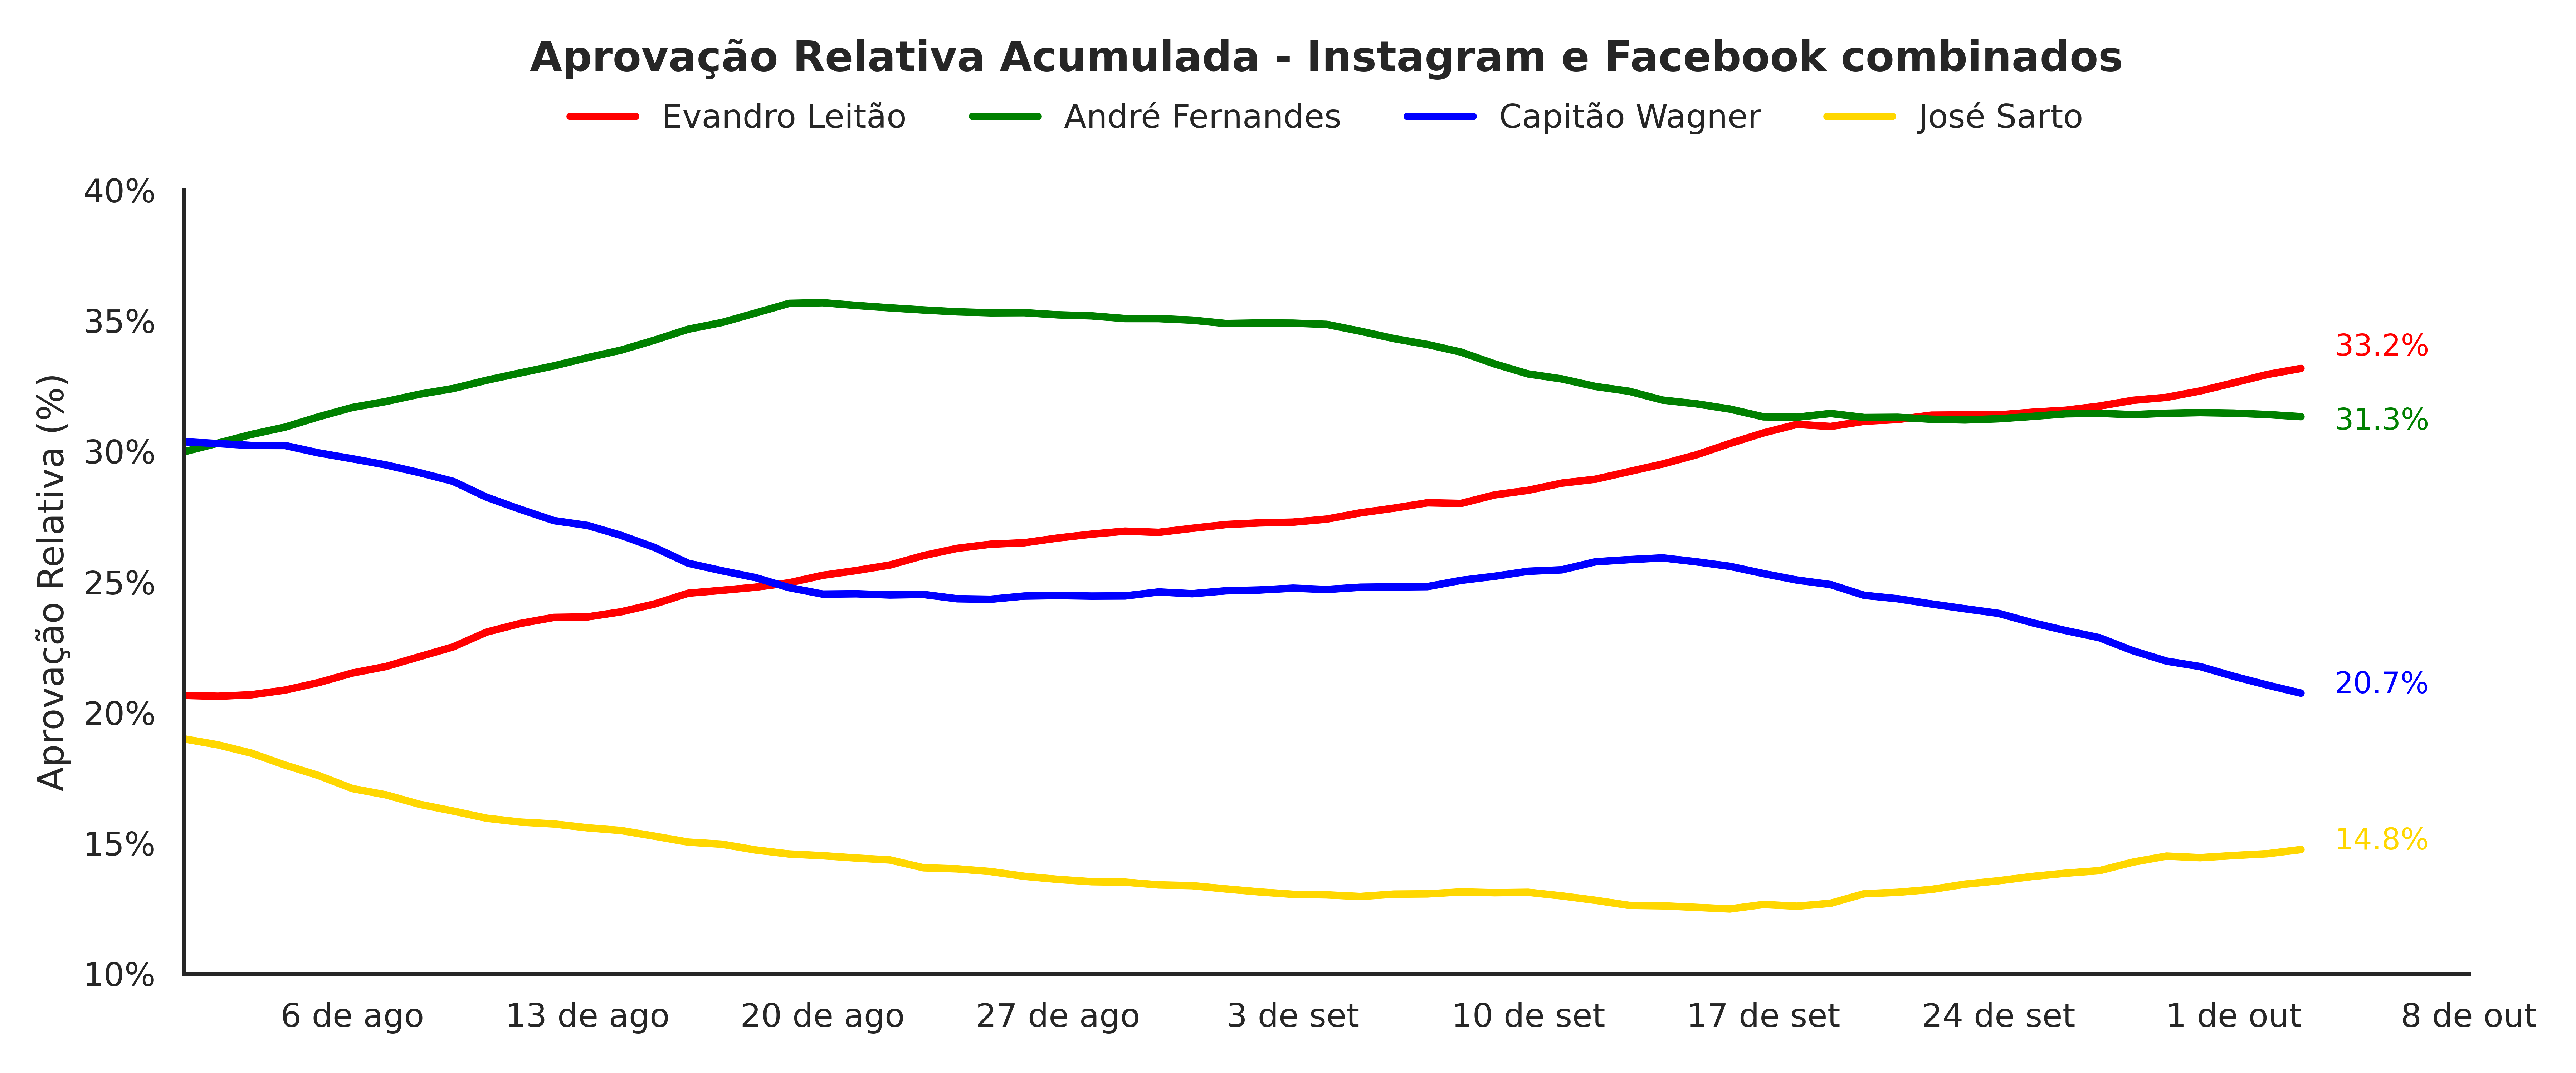 Aprovação Relativa Acumulada - Instagram e Facebook combinados
Evandro Leitão André Fernandes Capitão Wagner José Sarto
Aprovação Relativa (%)
40%
35%
30%
25%
20%
15%
10%
33.2%
31.3%
20.7%
14.8%
6 de ago 13 de ago 20 de ago 27 de ago 3 de set 10 de set 17 de set 24 de set 1 de out 8 de out